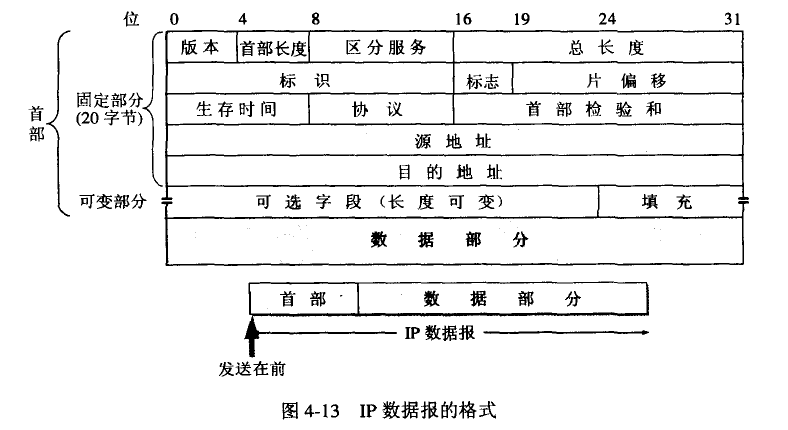 位 0 4 8 16 19 24 31
版本 首部长度 区分服务 总长度
标识 标志 片偏移
首部 固定部分 (20字节) 生存时间 协议 首部检验和
源地址
目的地址
可变部分 可选字段(长度可变) 填充
数据部分
首部 数据部分
IP 数据报
发送在前
图 4-13 IP 数据报的格式